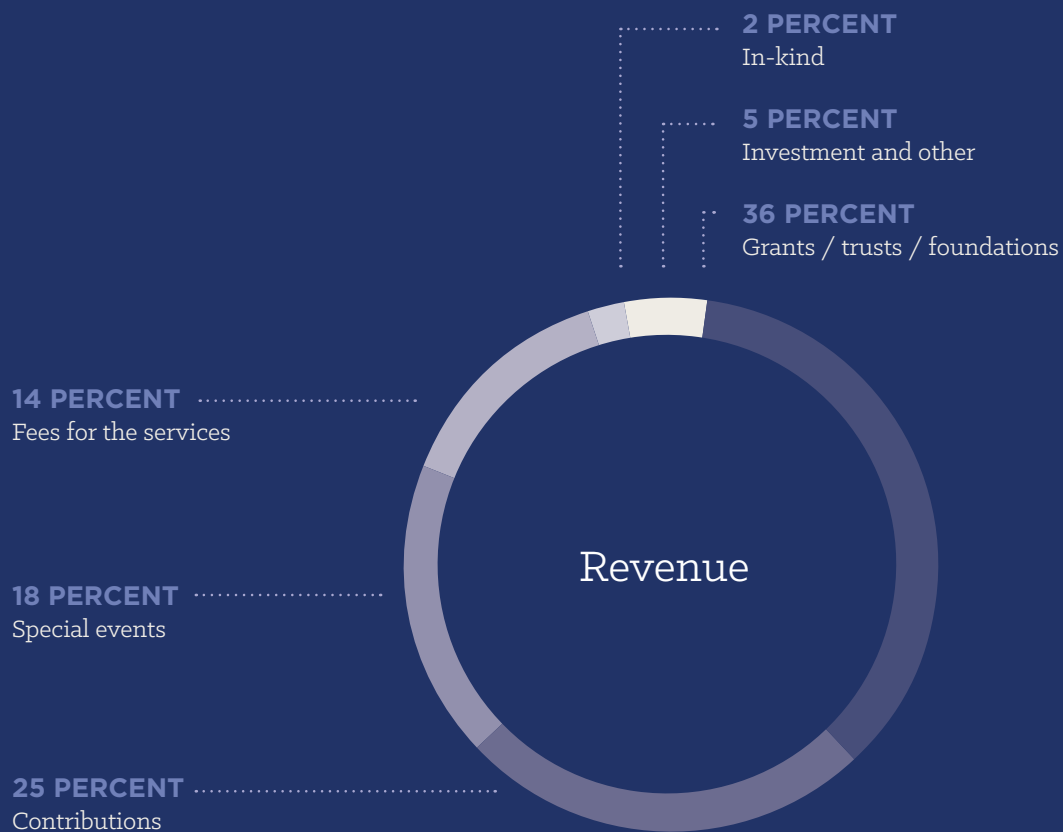 2 PERCENT
In-kind
5 PERCENT
Investment and other
36 PERCENT
Grants / trusts / foundations
14 PERCENT
Fees for the services
Revenue
18 PERCENT
Special events
25 PERCENT
Contributions